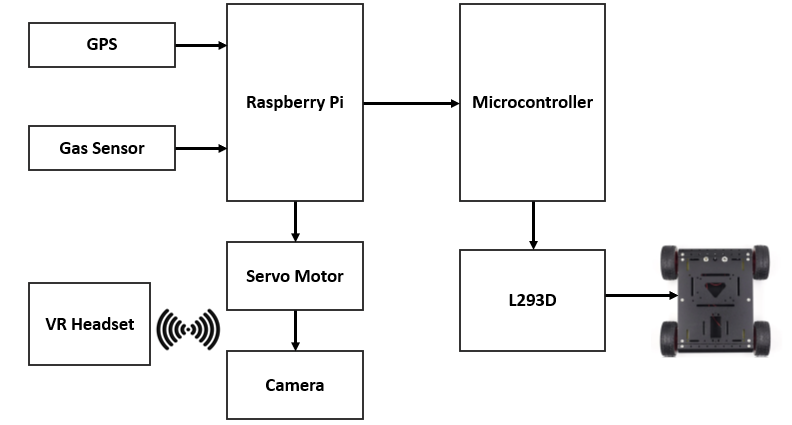 GPS
Raspberry Pi
Microcontroller
Gas Sensor
Servo Motor
L293D
VR Headset
Camera